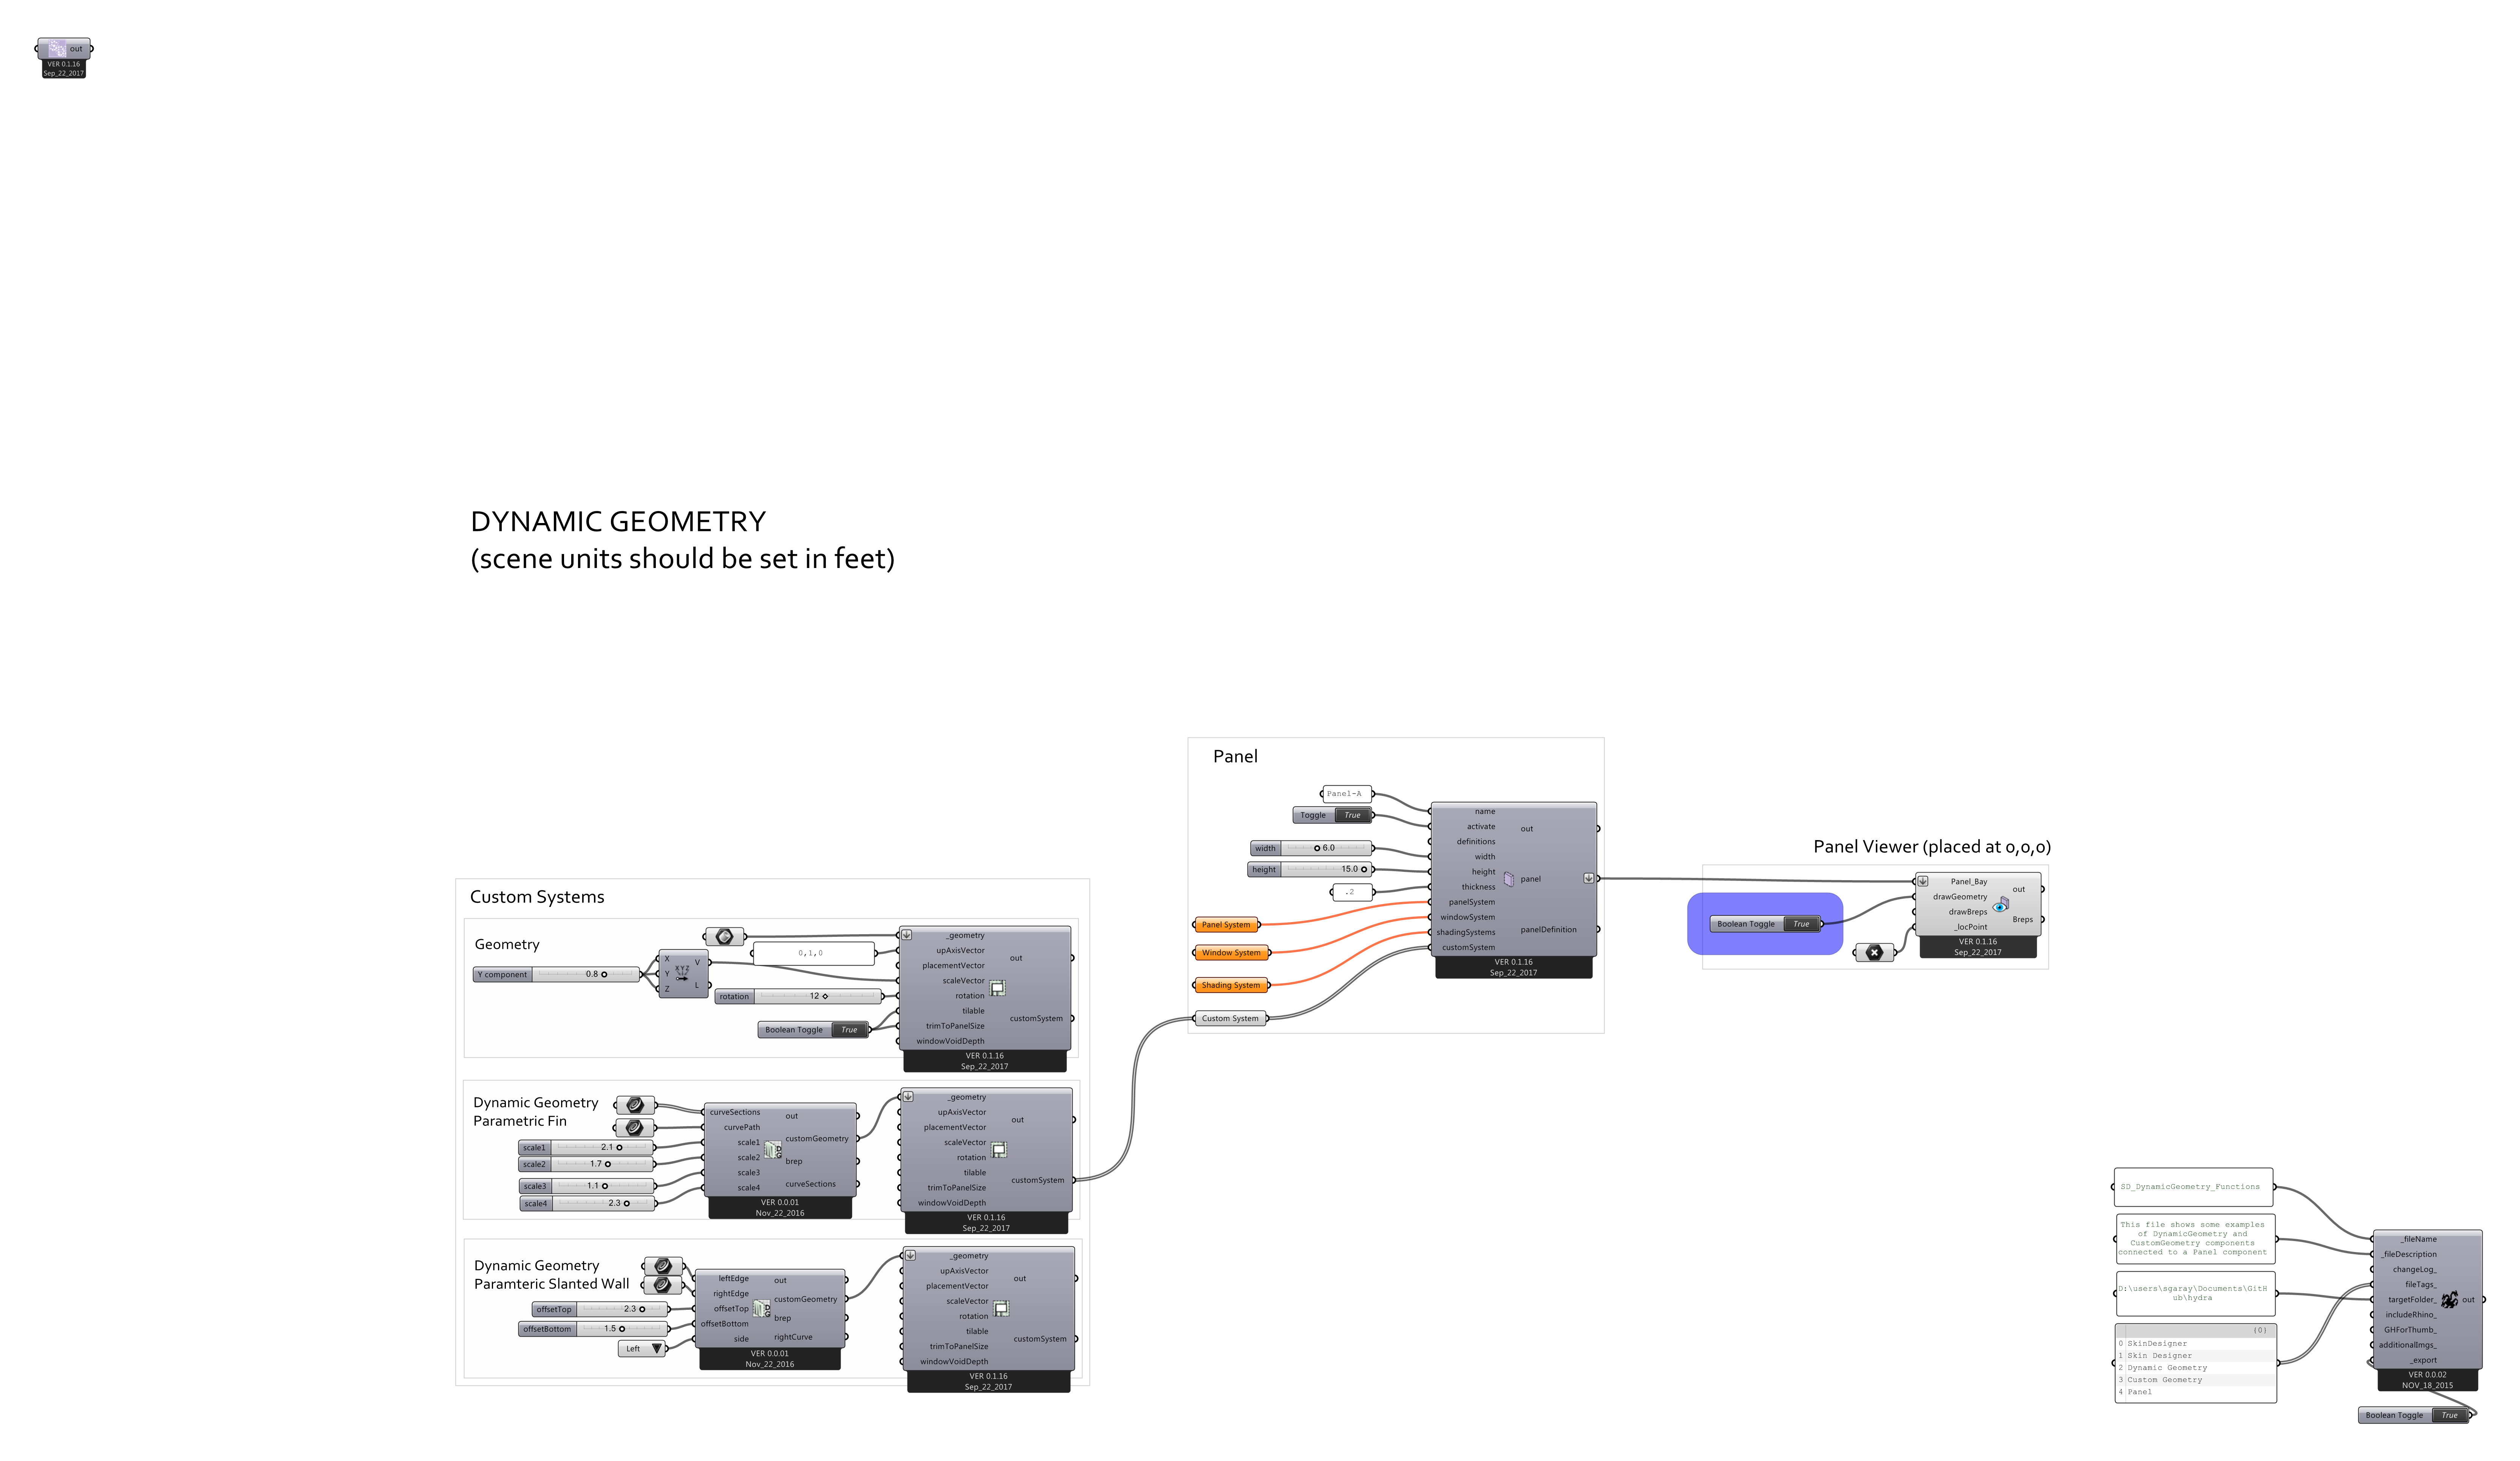 out
VER 0.1.16
Sep_22_2017
DYNAMIC GEOMETRY
(scene units should be set in feet)
Panel
Panel-A
Toggle True
width 6.0
height 15.0
.2
Panel System
Window System
Shading System
Custom System
name
activate
definitions
width
height
thickness
panelSystem
windowSystem
shadingSystems
customSystem
out
panel
panelDefinition
VER 0.1.16
Sep_22_2017
Panel Viewer (placed at 0,0,0)
Boolean Toggle True
Panel_Bay
drawGeometry
drawBreps
_locPoint
out
Breps
VER 0.1.16
Sep_22_2017
Custom Systems
Geometry
Y component 0.8
X
Y
Z
XYZ
V
L
0,1,0
rotation 12
Boolean Toggle True
_geometry
upAxisVector
placementVector
scaleVector
rotation
tilable
trimToPanelSize
windowVoidDepth
out
customSystem
VER 0.1.16
Sep_22_2017
Dynamic Geometry
Parametric Fin
scale1 2.1
scale2 1.7
scale3 1.1
scale4 2.3
curveSections
curvePath
scale1
scale2
scale3
scale4
DG
out
customGeometry
brep
curveSections
VER 0.0.01
Nov_22_2016
_geometry
upAxisVector
placementVector
scaleVector
rotation
tilable
trimToPanelSize
windowVoidDepth
out
customSystem
VER 0.1.16
Sep_22_2017
Dynamic Geometry
Paramteric Slanted Wall
offsetTop 2.3
offsetBottom 1.5
Left
leftEdge
rightEdge
offsetTop
offsetBottom
side
DG
out
customGeometry
brep
rightCurve
VER 0.0.01
Nov_22_2016
_geometry
upAxisVector
placementVector
scaleVector
rotation
tilable
trimToPanelSize
windowVoidDepth
out
customSystem
VER 0.1.16
Sep_22_2017
SD_DynamicGeometry_Functions
This file shows some examples
of DynamicGeometry and
CustomGeometry components
connected to a Panel component
D:\users\sgaray\Documents\GitH
ub\hydra
{0}
0 SkinDesigner
1 Skin Designer
2 Dynamic Geometry
3 Custom Geometry
4 Panel
_fileName
_fileDescription
changeLog_
fileTags_
targetFolder_
includeRhino_
GHForThumb_
additionalImgs_
_export
out
VER 0.0.02
NOV_18_2015
Boolean Toggle True